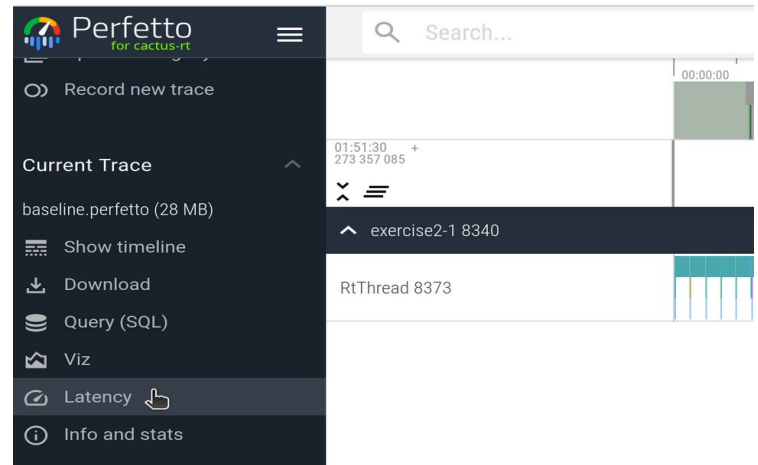 Perfetto
for cactus-rt
Search...
Record new trace
00:00:00
Current Trace
01:51:30 +
273 357 085
baseline.perfetto (28 MB)
exercise2-1 8340
Show timeline
Download
RtThread 8373
Query (SQL)
Viz
Latency
Info and stats